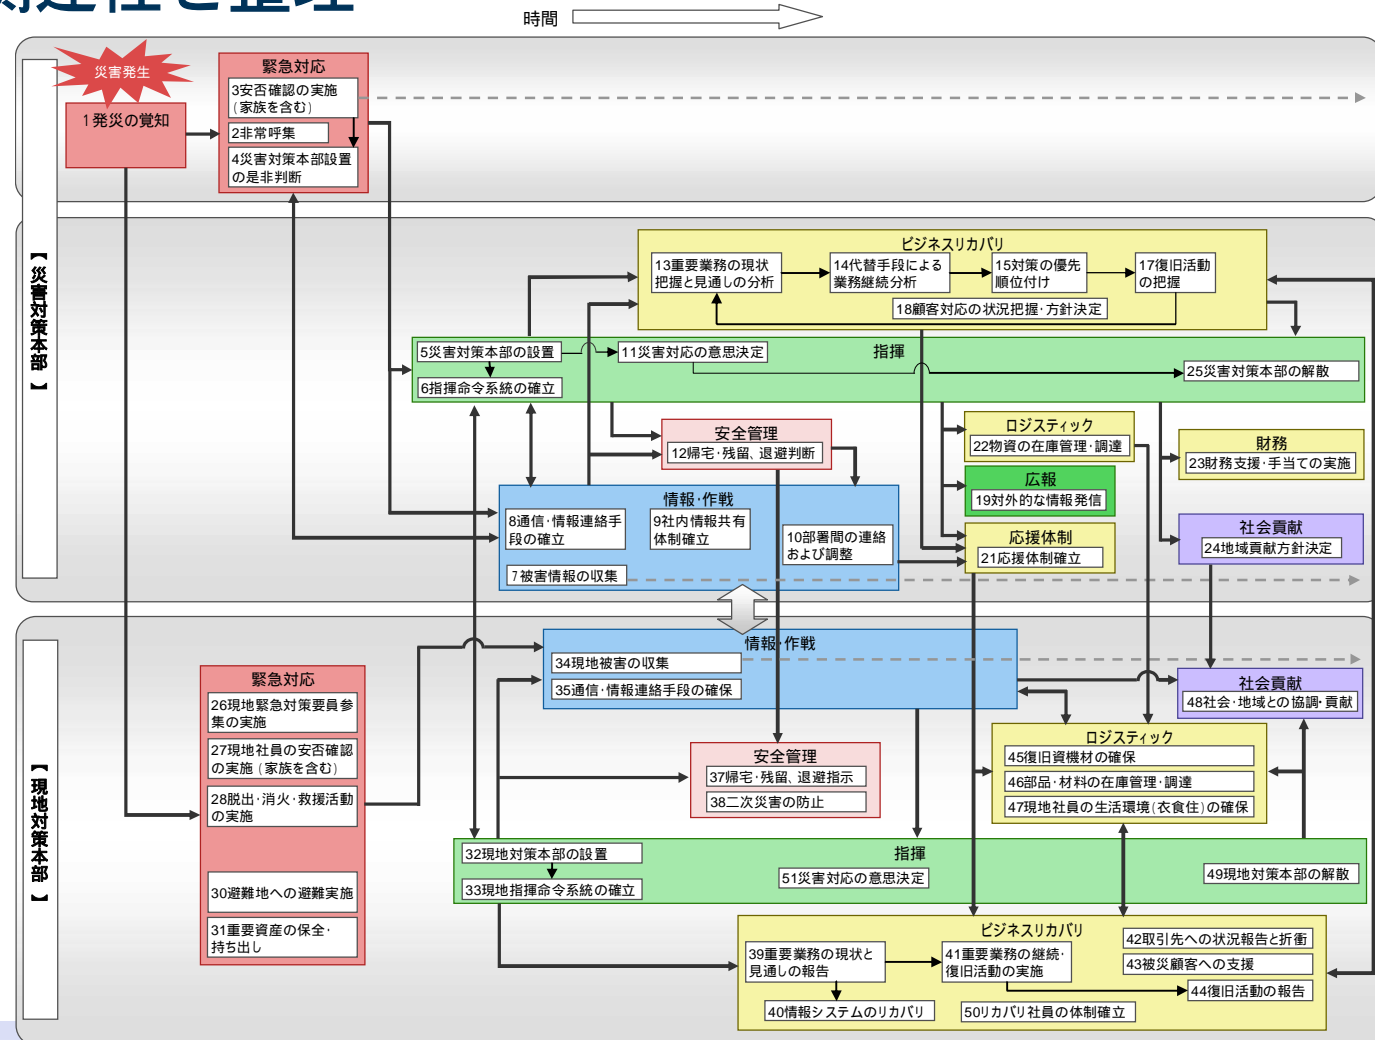 時間
災害発生
1発災の覚知
緊急対応
3安否確認の実施
(家族を含む)
2非常呼集
4災害対策本部設置
の是非判断
【災害対策本部】
ビジネスリカバリ
13重要業務の現状
把握と見通しの分析
14代替手段による
業務継続分析
15対策の優先
順位付け
17復旧活動
の把握
18顧客対応の状況把握・方針決定
指揮
5災害対策本部の設置
11災害対応の意思決定
6指揮命令系統の確立
25災害対策本部の解散
安全管理
12帰宅・残留、退避判断
ロジスティック
22物資の在庫管理・調達
財務
23財務支援・手当ての実施
広報
19対外的な情報発信
情報・作戦
8通信・情報連絡手
段の確立
9社内情報共有
体制確立
10部署間の連絡
および調整
7被害情報の収集
応援体制
21応援体制確立
社会貢献
24地域貢献方針決定
【現地対策本部】
緊急対応
26現地緊急対策要員参
集の実施
27現地社員の安否確認
の実施（家族を含む）
28脱出・消火・救援活動
の実施
30避難地への避難実施
31重要資産の保全・
持ち出し
情報・作戦
34現地被害の収集
35通信・情報連絡手段の確保
社会貢献
48社会・地域との協調・貢献
安全管理
37帰宅・残留、退避指示
38二次災害の防止
ロジスティック
45復旧資機材の確保
46部品・材料の在庫管理・調達
47現地社員の生活環境(衣食住)の確保
指揮
32現地対策本部の設置
33現地指揮命令系統の確立
51災害対応の意思決定
49現地対策本部の解散
ビジネスリカバリ
39重要業務の現状と
見通しの報告
41重要業務の継続・
復旧活動の実施
42取引先への状況報告と折衝
43被災顧客への支援
44復旧活動の報告
40情報システムのリカバリ
50リカバリ社員の体制確立